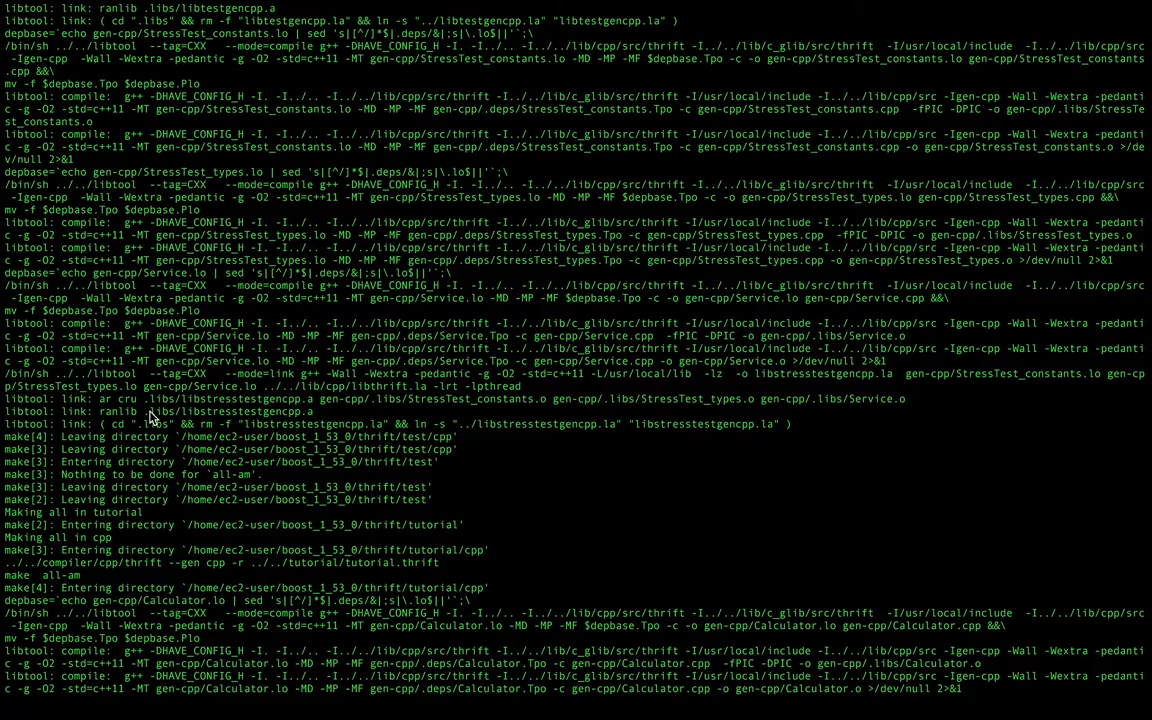 libtool: link: ranlib .libs/libtestgencpp.a
libtool: link: ( cd ".libs" && rm -f "libtestgencpp.la" && ln -s "../libtestgencpp.la" "libtestgencpp.la" )
depbase=`echo gen-cpp/StressTest_constants.lo | sed 's|[^/]*$|.deps/&|;s|\.lo$||'`;\
/bin/sh ../../libtool  --tag=CXX   --mode=compile g++ -DHAVE_CONFIG_H -I. -I../..  -I../../lib/cpp/src/thrift -I../../lib/c_glib/src/thrift  -I/usr/local/include  -I../../lib/cpp/src
 -Igen-cpp  -Wall -Wextra -pedantic -g -O2 -std=c++11 -MT gen-cpp/StressTest_constants.lo -MD -MP -MF $depbase.Tpo -c -o gen-cpp/StressTest_constants.lo gen-cpp/StressTest_constants
.cpp &&\
mv -f $depbase.Tpo $depbase.Plo
libtool: compile:  g++ -DHAVE_CONFIG_H -I. -I../.. -I../../lib/cpp/src/thrift -I../../lib/c_glib/src/thrift -I/usr/local/include -I../../lib/cpp/src -Igen-cpp -Wall -Wextra -pedanti
c -g -O2 -std=c++11 -MT gen-cpp/StressTest_constants.lo -MD -MP -MF gen-cpp/.deps/StressTest_constants.Tpo -c gen-cpp/StressTest_constants.cpp  -fPIC -DPIC -o gen-cpp/.libs/StressTe
st_constants.o
libtool: compile:  g++ -DHAVE_CONFIG_H -I. -I../.. -I../../lib/cpp/src/thrift -I../../lib/c_glib/src/thrift -I/usr/local/include -I../../lib/cpp/src -Igen-cpp -Wall -Wextra -pedanti
c -g -O2 -std=c++11 -MT gen-cpp/StressTest_constants.lo -MD -MP -MF gen-cpp/.deps/StressTest_constants.Tpo -c gen-cpp/StressTest_constants.cpp -o gen-cpp/StressTest_constants.o >/de
v/null 2>&1
depbase=`echo gen-cpp/StressTest_types.lo | sed 's|[^/]*$|.deps/&|;s|\.lo$||'`;\
/bin/sh ../../libtool  --tag=CXX   --mode=compile g++ -DHAVE_CONFIG_H -I. -I../..  -I../../lib/cpp/src/thrift -I../../lib/c_glib/src/thrift  -I/usr/local/include  -I../../lib/cpp/src
 -Igen-cpp  -Wall -Wextra -pedantic -g -O2 -std=c++11 -MT gen-cpp/StressTest_types.lo -MD -MP -MF $depbase.Tpo -c -o gen-cpp/StressTest_types.lo gen-cpp/StressTest_types.cpp &&\
mv -f $depbase.Tpo $depbase.Plo
libtool: compile:  g++ -DHAVE_CONFIG_H -I. -I../.. -I../../lib/cpp/src/thrift -I../../lib/c_glib/src/thrift -I/usr/local/include -I../../lib/cpp/src -Igen-cpp -Wall -Wextra -pedanti
c -g -O2 -std=c++11 -MT gen-cpp/StressTest_types.lo -MD -MP -MF gen-cpp/.deps/StressTest_types.Tpo -c gen-cpp/StressTest_types.cpp  -fPIC -DPIC -o gen-cpp/.libs/StressTest_types.o
libtool: compile:  g++ -DHAVE_CONFIG_H -I. -I../.. -I../../lib/cpp/src/thrift -I../../lib/c_glib/src/thrift -I/usr/local/include -I../../lib/cpp/src -Igen-cpp -Wall -Wextra -pedanti
c -g -O2 -std=c++11 -MT gen-cpp/StressTest_types.lo -MD -MP -MF gen-cpp/.deps/StressTest_types.Tpo -c gen-cpp/StressTest_types.cpp -o gen-cpp/StressTest_types.o >/dev/null 2>&1
depbase=`echo gen-cpp/Service.lo | sed 's|[^/]*$|.deps/&|;s|\.lo$||'`;\
/bin/sh ../../libtool  --tag=CXX   --mode=compile g++ -DHAVE_CONFIG_H -I. -I../..  -I../../lib/cpp/src/thrift -I../../lib/c_glib/src/thrift  -I/usr/local/include  -I../../lib/cpp/src
 -Igen-cpp  -Wall -Wextra -pedantic -g -O2 -std=c++11 -MT gen-cpp/Service.lo -MD -MP -MF $depbase.Tpo -c -o gen-cpp/Service.lo gen-cpp/Service.cpp &&\
mv -f $depbase.Tpo $depbase.Plo
libtool: compile:  g++ -DHAVE_CONFIG_H -I. -I../.. -I../../lib/cpp/src/thrift -I../../lib/c_glib/src/thrift -I/usr/local/include -I../../lib/cpp/src -Igen-cpp -Wall -Wextra -pedanti
c -g -O2 -std=c++11 -MT gen-cpp/Service.lo -MD -MP -MF gen-cpp/.deps/Service.Tpo -c gen-cpp/Service.cpp  -fPIC -DPIC -o gen-cpp/.libs/Service.o
libtool: compile:  g++ -DHAVE_CONFIG_H -I. -I../.. -I../../lib/cpp/src/thrift -I../../lib/c_glib/src/thrift -I/usr/local/include -I../../lib/cpp/src -Igen-cpp -Wall -Wextra -pedanti
c -g -O2 -std=c++11 -MT gen-cpp/Service.lo -MD -MP -MF gen-cpp/.deps/Service.Tpo -c gen-cpp/Service.cpp -o gen-cpp/Service.o >/dev/null 2>&1
/bin/sh ../../libtool  --tag=CXX   --mode=link g++ -Wall -Wextra -pedantic -g -O2 -std=c++11 -L/usr/local/lib  -lz  -o libstresstestgencpp.la  gen-cpp/StressTest_constants.lo gen-cp
p/StressTest_types.lo gen-cpp/Service.lo ../../lib/cpp/libthrift.la -lrt -lpthread
libtool: link: ar cru .libs/libstresstestgencpp.a gen-cpp/.libs/StressTest_constants.o gen-cpp/.libs/StressTest_types.o gen-cpp/.libs/Service.o
libtool: link: ranlib .libs/libstresstestgencpp.a
libtool: link: ( cd ".libs" && rm -f "libstresstestgencpp.la" && ln -s "../libstresstestgencpp.la" "libstresstestgencpp.la" )
make[4]: Leaving directory `/home/ec2-user/boost_1_53_0/thrift/test/cpp'
make[3]: Leaving directory `/home/ec2-user/boost_1_53_0/thrift/test/cpp'
make[3]: Entering directory `/home/ec2-user/boost_1_53_0/thrift/test'
make[3]: Nothing to be done for `all-am'.
make[3]: Leaving directory `/home/ec2-user/boost_1_53_0/thrift/test'
make[2]: Leaving directory `/home/ec2-user/boost_1_53_0/thrift/test'
Making all in tutorial
make[2]: Entering directory `/home/ec2-user/boost_1_53_0/thrift/tutorial'
Making all in cpp
make[3]: Entering directory `/home/ec2-user/boost_1_53_0/thrift/tutorial/cpp'
../../compiler/cpp/thrift --gen cpp -r ../../tutorial/tutorial.thrift
make  all-am
make[4]: Entering directory `/home/ec2-user/boost_1_53_0/thrift/tutorial/cpp'
depbase=`echo gen-cpp/Calculator.lo | sed 's|[^/]*$|.deps/&|;s|\.lo$||'`;\
/bin/sh ../../libtool  --tag=CXX   --mode=compile g++ -DHAVE_CONFIG_H -I. -I../..  -I../../lib/cpp/src/thrift -I../../lib/c_glib/src/thrift  -I/usr/local/include  -I../../lib/cpp/src
 -Igen-cpp  -Wall -Wextra -pedantic -g -O2 -std=c++11 -MT gen-cpp/Calculator.lo -MD -MP -MF $depbase.Tpo -c -o gen-cpp/Calculator.lo gen-cpp/Calculator.cpp &&\
mv -f $depbase.Tpo $depbase.Plo
libtool: compile:  g++ -DHAVE_CONFIG_H -I. -I../.. -I../../lib/cpp/src/thrift -I../../lib/c_glib/src/thrift -I/usr/local/include -I../../lib/cpp/src -Igen-cpp -Wall -Wextra -pedanti
c -g -O2 -std=c++11 -MT gen-cpp/Calculator.lo -MD -MP -MF gen-cpp/.deps/Calculator.Tpo -c gen-cpp/Calculator.cpp  -fPIC -DPIC -o gen-cpp/.libs/Calculator.o
libtool: compile:  g++ -DHAVE_CONFIG_H -I. -I../.. -I../../lib/cpp/src/thrift -I../../lib/c_glib/src/thrift -I/usr/local/include -I../../lib/cpp/src -Igen-cpp -Wall -Wextra -pedanti
c -g -O2 -std=c++11 -MT gen-cpp/Calculator.lo -MD -MP -MF gen-cpp/.deps/Calculator.Tpo -c gen-cpp/Calculator.cpp -o gen-cpp/Calculator.o >/dev/null 2>&1